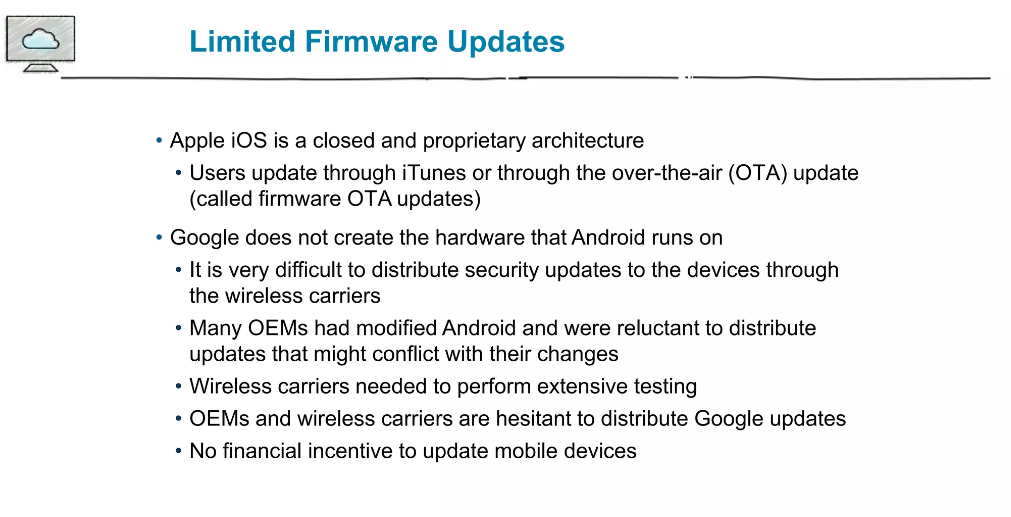 Limited Firmware Updates
• Apple iOS is a closed and proprietary architecture
• Users update through iTunes or through the over-the-air (OTA) update
(called firmware OTA updates)
• Google does not create the hardware that Android runs on
• It is very difficult to distribute security updates to the devices through
the wireless carriers
• Many OEMs had modified Android and were reluctant to distribute
updates that might conflict with their changes
• Wireless carriers needed to perform extensive testing
• OEMs and wireless carriers are hesitant to distribute Google updates
• No financial incentive to update mobile devices